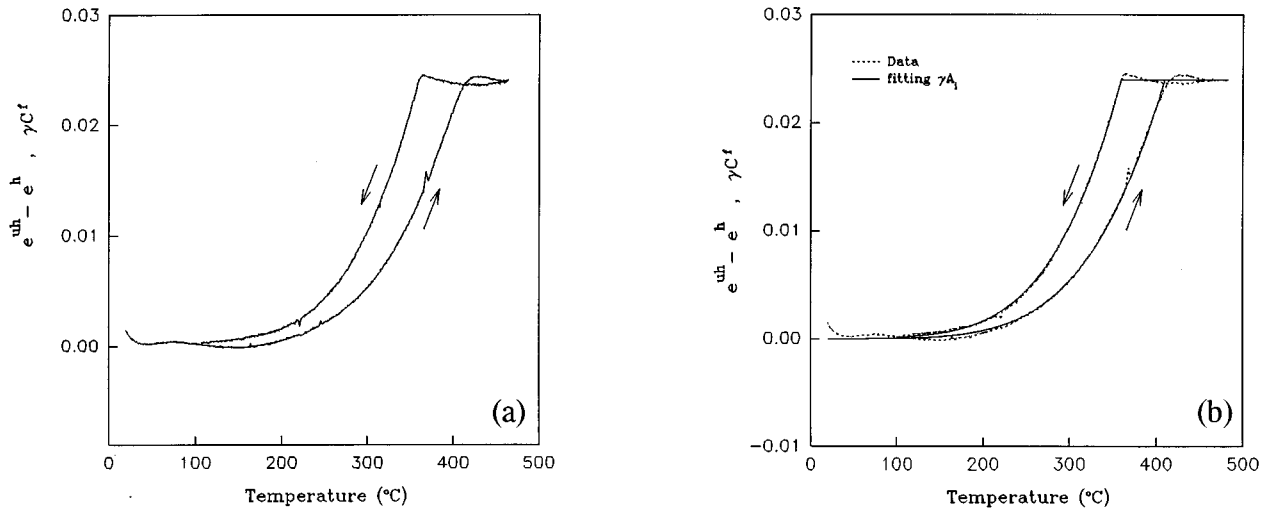 0.03
0.02
0.01
0.00
e^uh – e^h , γC^f
0
100
200
300
400
500
Temperature (°C)
(a)
0.03
0.02
0.01
0.00
−0.01
e^uh – e^h , γC^f
Data
fitting γA_i
0
100
200
300
400
500
Temperature (°C)
(b)